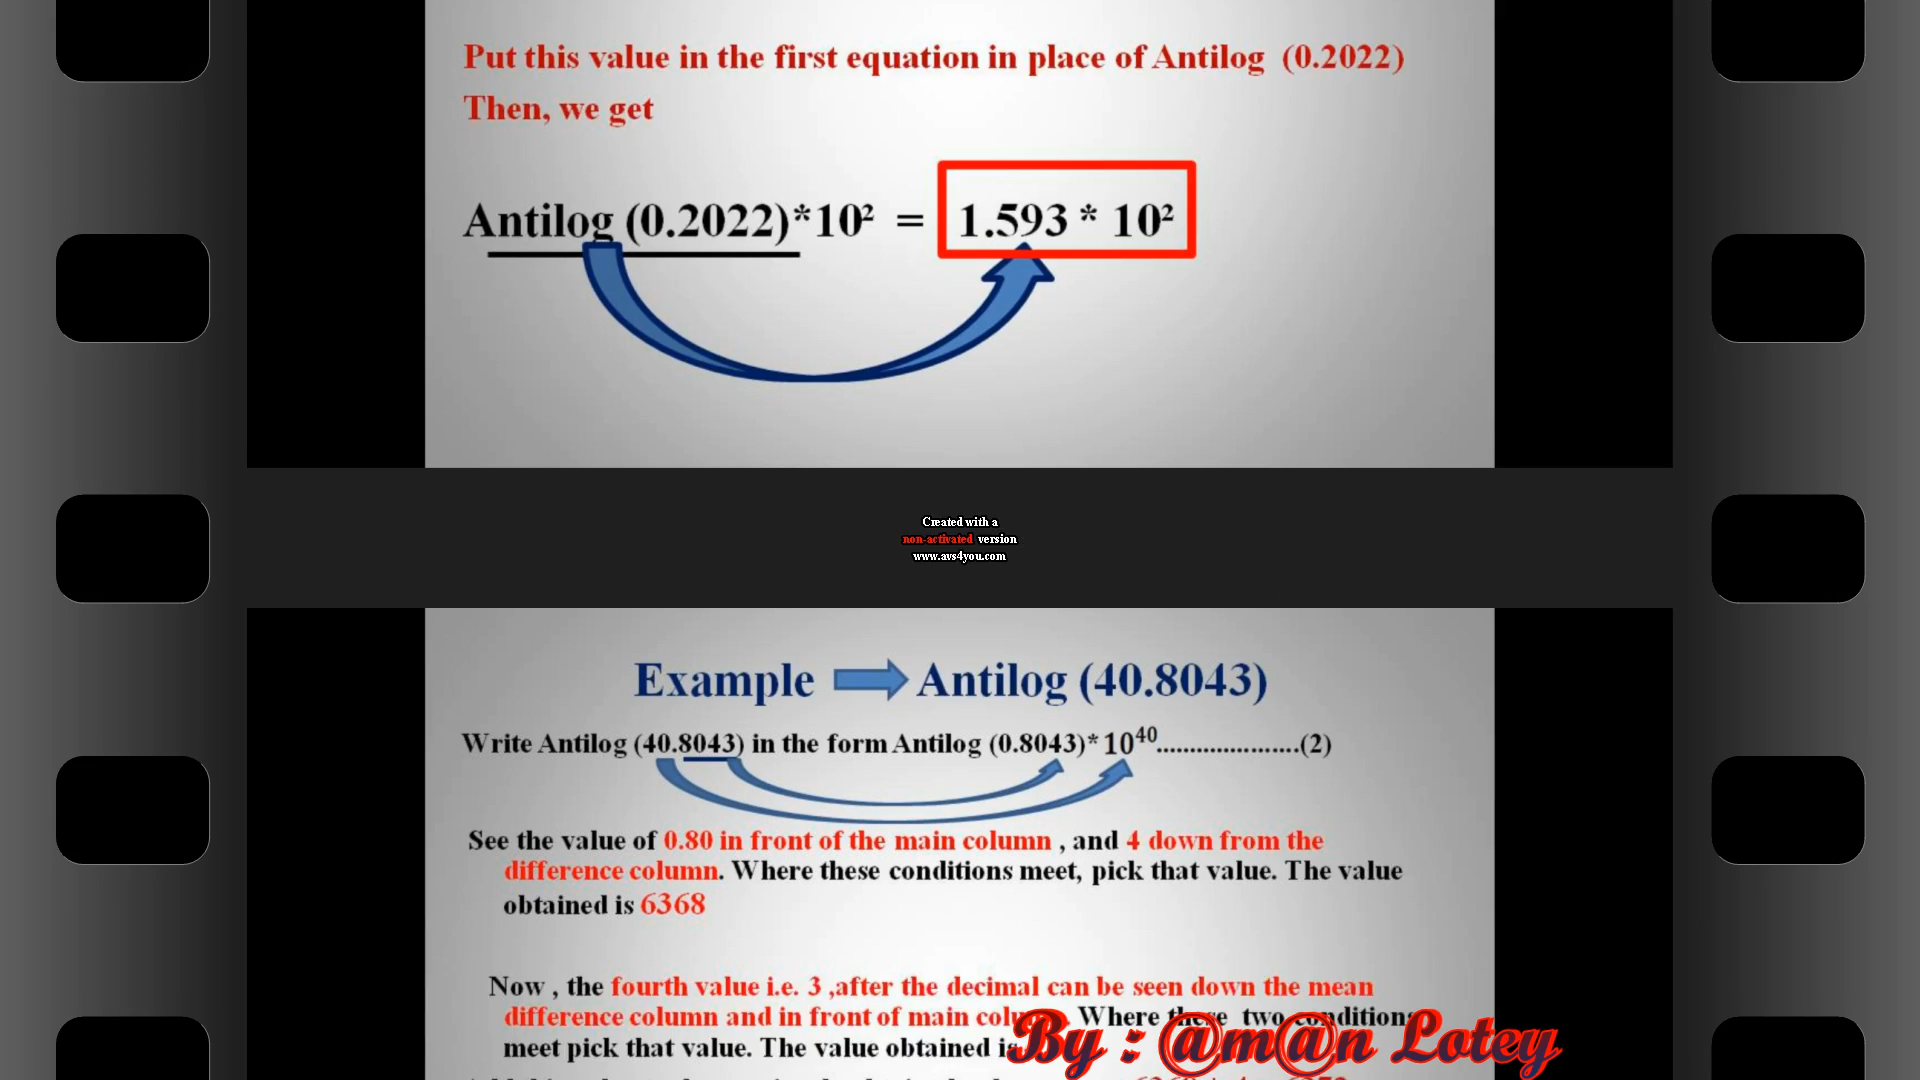 Put this value in the first equation in place of Antilog (0.2022)
Then, we get
Antilog (0.2022)*10² = 1.593 * 10²
Created with a
non-activated version
www.avs4you.com
Example Antilog (40.8043)
Write Antilog (40.8043) in the form Antilog (0.8043)* 10⁴⁰.....................(2)
See the value of 0.80 in front of the main column , and 4 down from the
difference column. Where these conditions meet, pick that value. The value
obtained is 6368
Now , the fourth value i.e. 3 ,after the decimal can be seen down the mean
difference column and in front of main Where these two conditions
meet pick that value. The value obtained is
By : @m@n Lotey